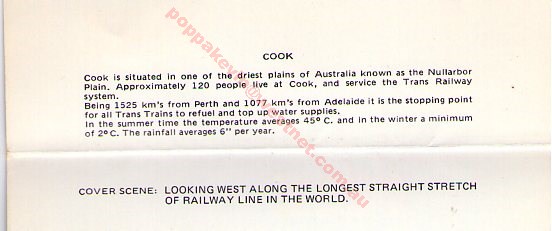 COOK
Cook is situated in one of the driest plains of Australia known as the Nullarbor
Plain. Approximately 120 people live at Cook, and service the Trans Railway
system.
Being 1525 km's from Perth and 1077 km's from Adelaide it is the stopping point
for all Trans Trains to refuel and top up water supplies.
In the summer time the temperature averages 45° C. and in the winter a minimum
of 2° C. The rainfall averages 6" per year.
COVER SCENE: LOOKING WEST ALONG THE LONGEST STRAIGHT STRETCH
OF RAILWAY LINE IN THE WORLD.